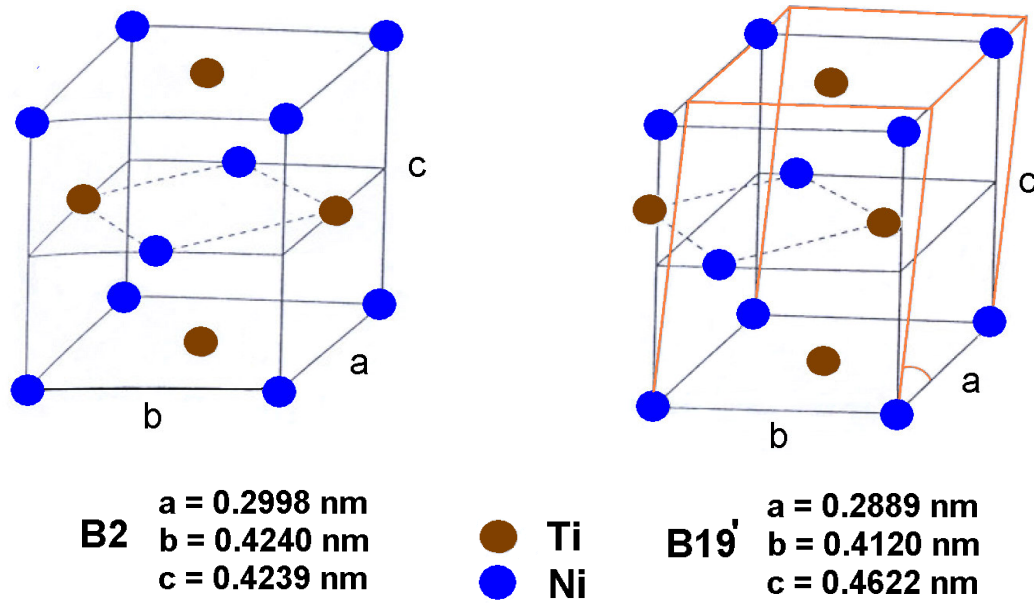 c
a
b
c
a
b
B2
a = 0.2998 nm
b = 0.4240 nm
c = 0.4239 nm
Ti
Ni
B19'
a = 0.2889 nm
b = 0.4120 nm
c = 0.4622 nm